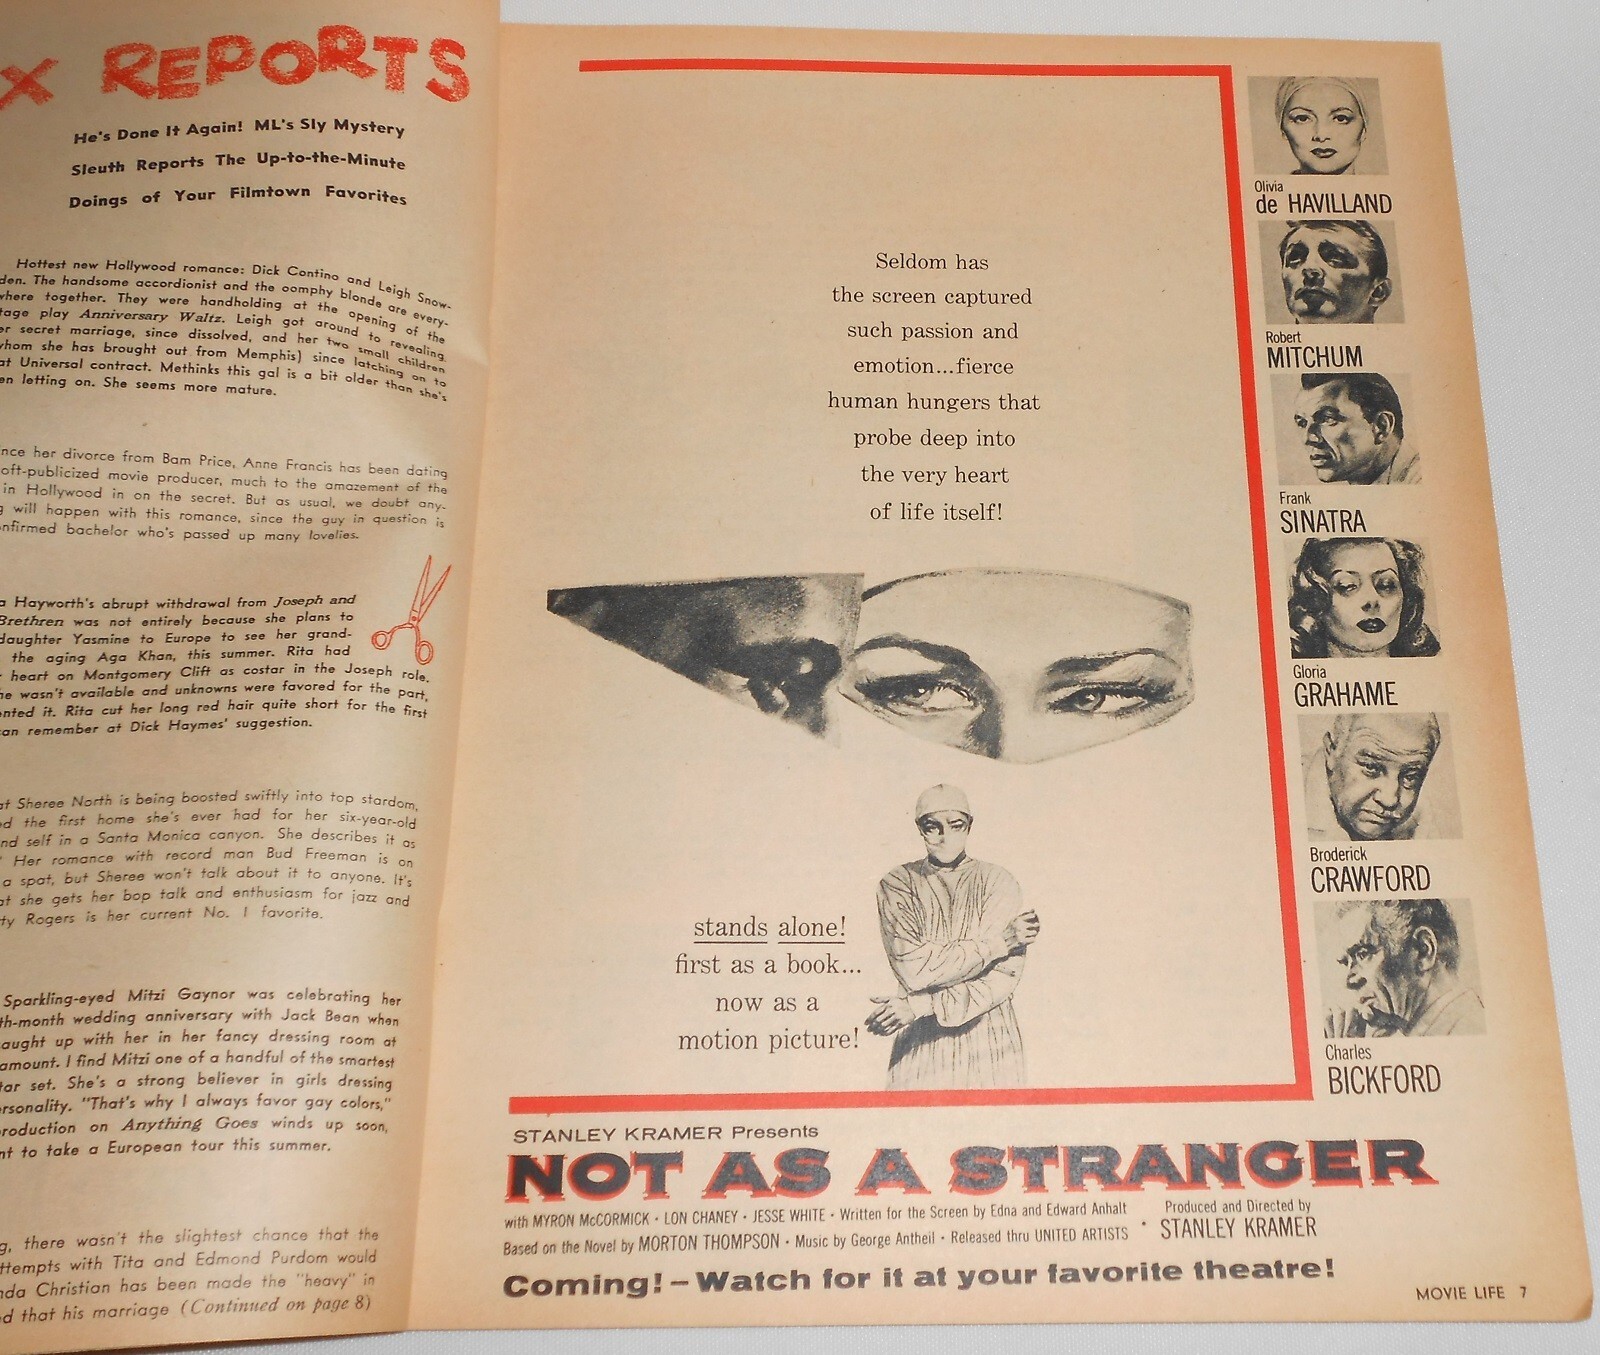 X REPORTS
He's Done It Again! ML's Sly Mystery
Sleuth Reports The Up-to-the-Minute
Doings of Your Filmtown Favorites
Hottest new Hollywood romance: Dick Contino and Leigh Snow-
den. The handsome accordionist and the oomphy blonde are every-
where together. They were handholding at the opening of the
tage play Anniversary Waltz. Leigh got around to revealing
er secret marriage, since dissolved, and her two small children
whom she has brought out from Memphis) since latching on to
at Universal contract. Methinks this gal is a bit older than she's
en letting on. She seems more mature.
nce her divorce from Bam Price, Anne Francis has been dating
oft-publicized movie producer, much to the amazement of the
in Hollywood in on the secret. But as usual, we doubt any-
g will happen with this romance, since the guy in question is
nfirmed bachelor who's passed up many lovelies.
a Hayworth's abrupt withdrawal from Joseph and
Brethren was not entirely because she plans to
daughter Yasmine to Europe to see her grand-
the aging Aga Khan, this summer. Rita had
heart on Montgomery Clift as costar in the Joseph role.
he wasn't available and unknowns were favored for the part,
ented it. Rita cut her long red hair quite short for the first
can remember at Dick Haymes' suggestion.
at Sheree North is being boosted swiftly into top stardom,
ed the first home she's ever had for her six-year-old
and self in a Santa Monica canyon. She describes it as
" Her romance with record man Bud Freeman is on
a spat, but Sheree won't talk about it to anyone. It's
at she gets her bop talk and enthusiasm for jazz and
ty Rogers is her current No. 1 favorite.
Sparkling-eyed Mitzi Gaynor was celebrating her
th-month wedding anniversary with Jack Bean when
aught up with her in her fancy dressing room at
amount. I find Mitzi one of a handful of the smartest
tar set. She's a strong believer in girls dressing
ersonality. "That's why I always favor gay colors,"
production on Anything Goes winds up soon,
nt to take a European tour this summer.
g, there wasn't the slightest chance that the
ttempts with Tita and Edmond Purdom would
nda Christian has been made the "heavy" in
d that his marriage (Continued on page 8)
Seldom has
the screen captured
such passion and
emotion...fierce
human hungers that
probe deep into
the very heart
of life itself!
stands alone!
first as a book...
now as a
motion picture!
Olivia
de HAVILLAND
Robert
MITCHUM
Frank
SINATRA
Gloria
GRAHAME
Broderick
CRAWFORD
Charles
BICKFORD
STANLEY KRAMER Presents
NOT AS A STRANGER
with MYRON McCORMICK • LON CHANEY • JESSE WHITE • Written for the Screen by Edna and Edward Anhalt
Based on the Novel by MORTON THOMPSON • Music by George Antheil • Released thru UNITED ARTISTS
• Produced and Directed by
STANLEY KRAMER
Coming!–Watch for it at your favorite theatre!
MOVIE LIFE 7